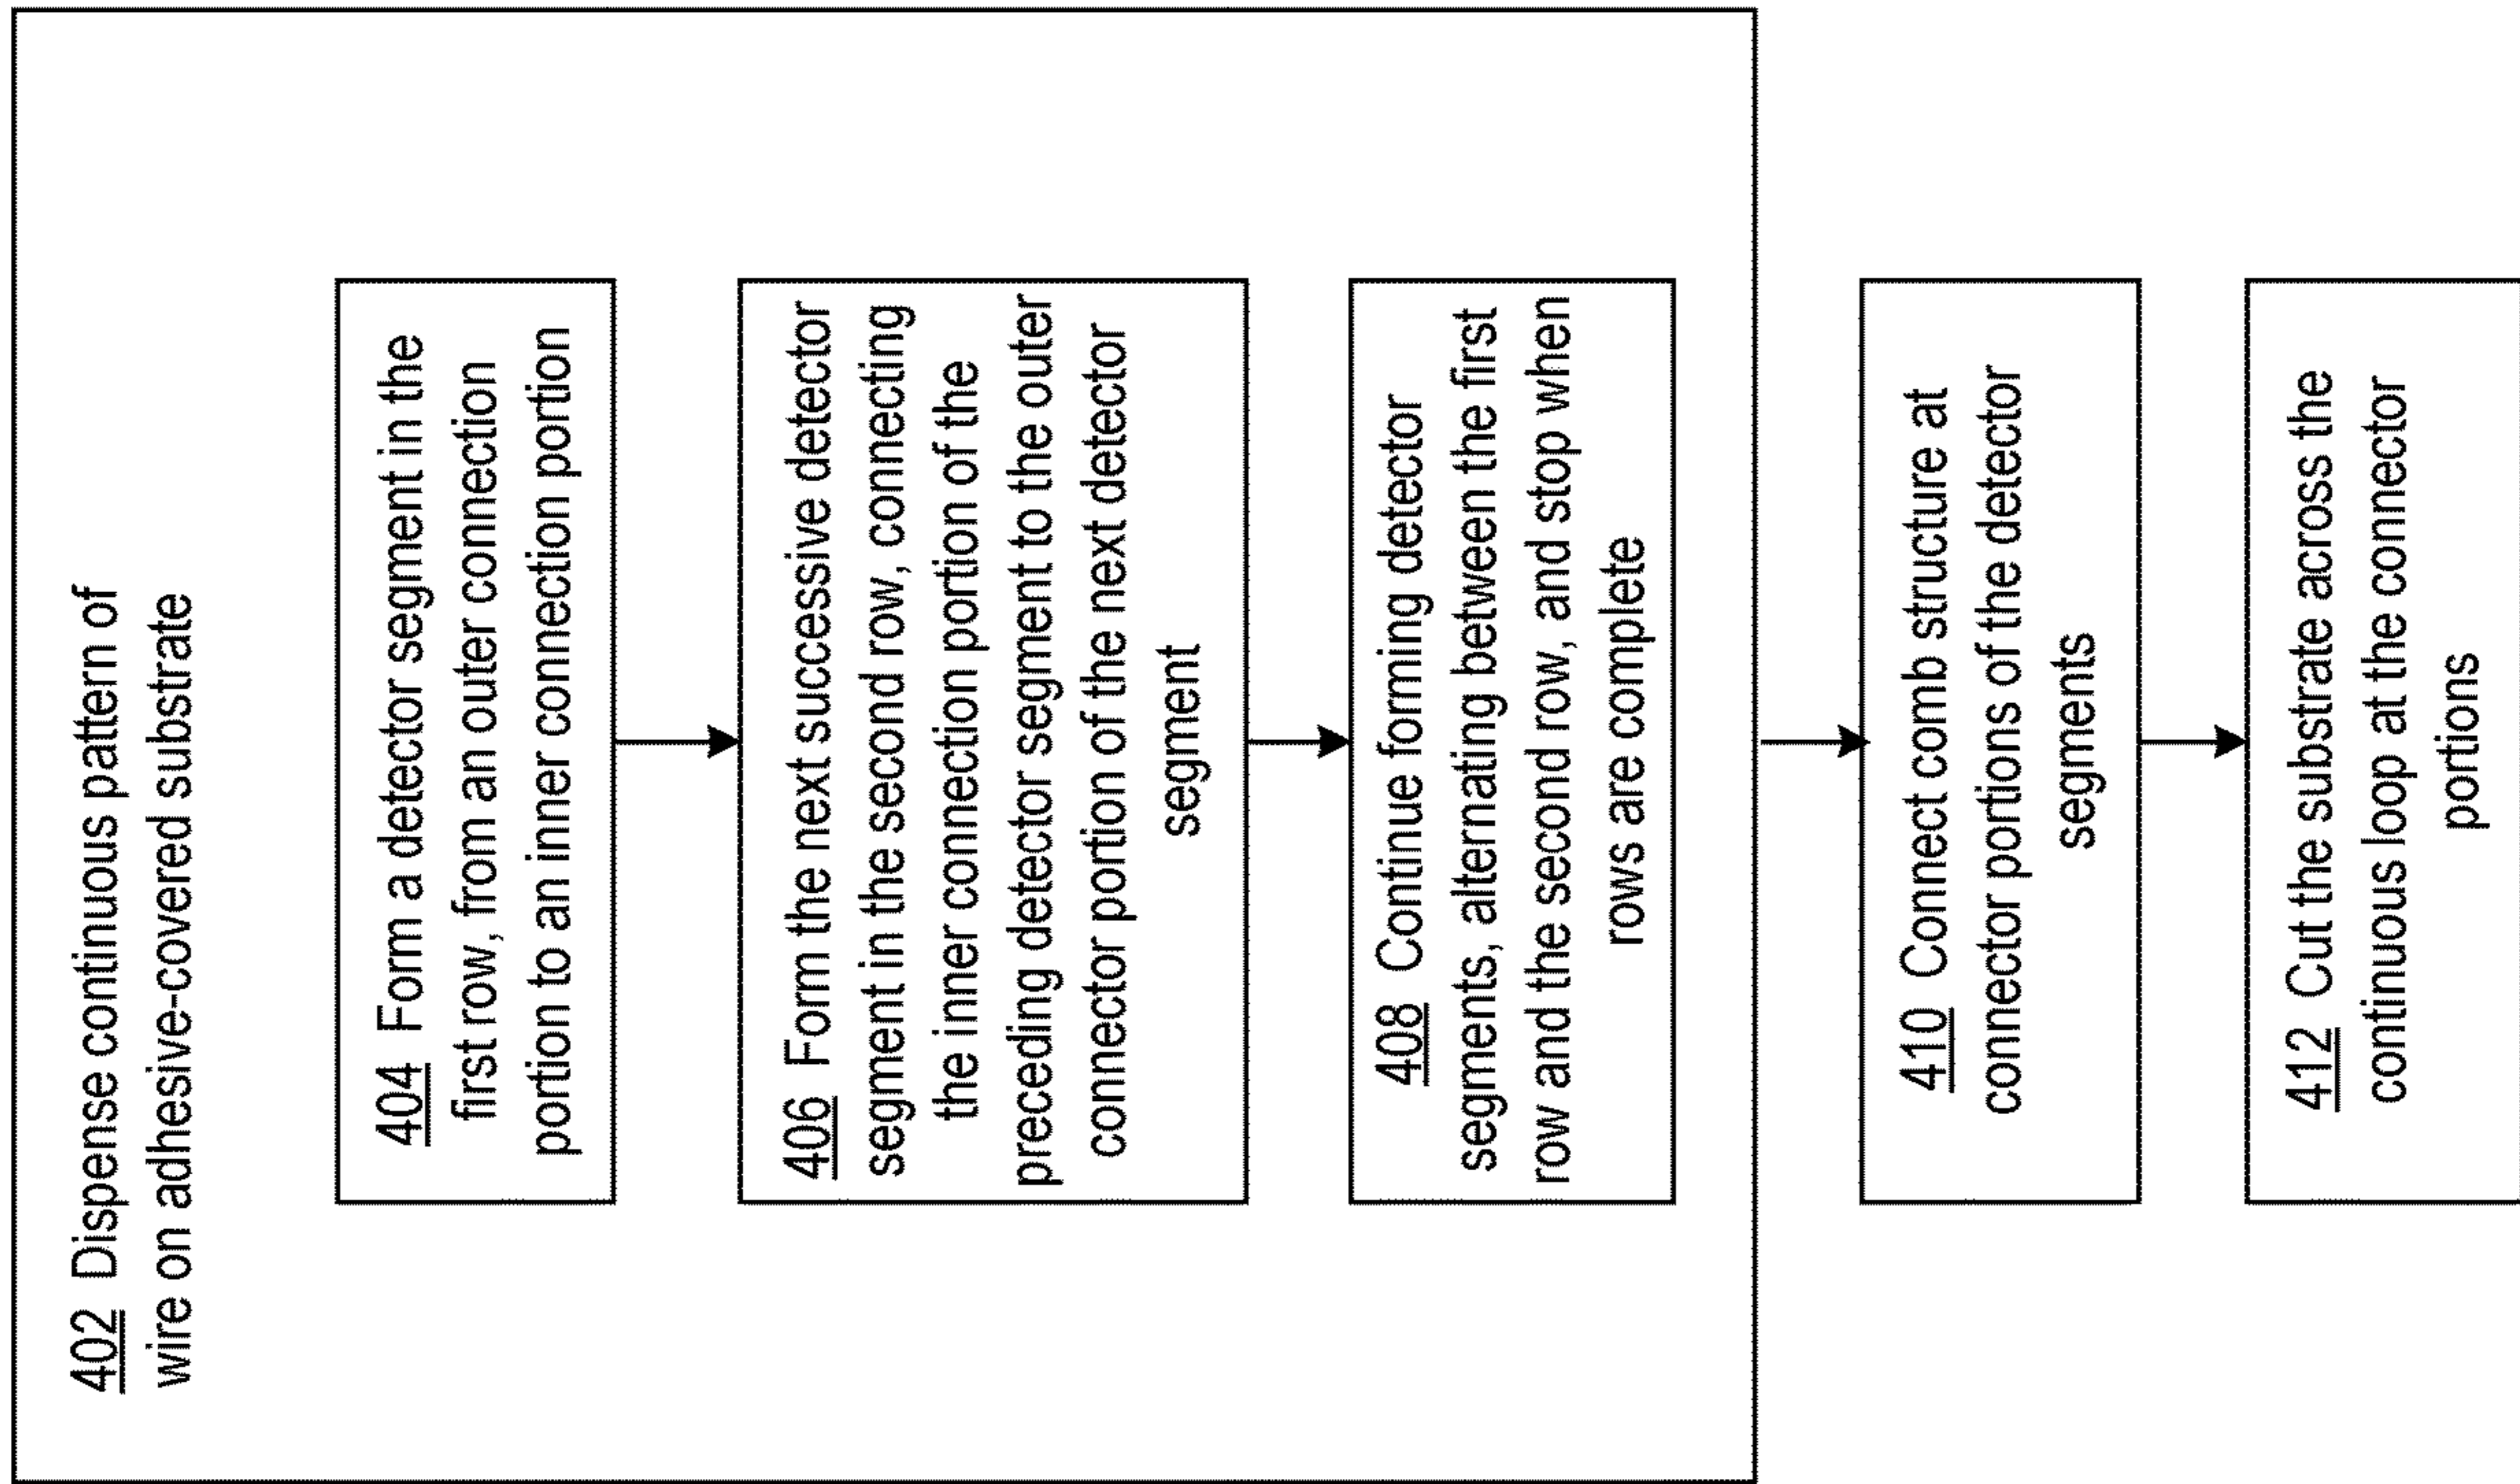 402 Dispense continuous pattern of
wire on adhesive-covered substrate
404 Form a detector segment in the
first row, from an outer connection
portion to an inner connection portion
406 Form the next successive detector
segment in the second row, connecting
the inner connection portion of the
preceding detector segment to the outer
connector portion of the next detector
segment
408 Continue forming detector
segments, alternating between the first
row and the second row, and stop when
rows are complete
410 Connect comb structure at
connector portions of the detector
segments
412 Cut the substrate across the
continuous loop at the connector
portions